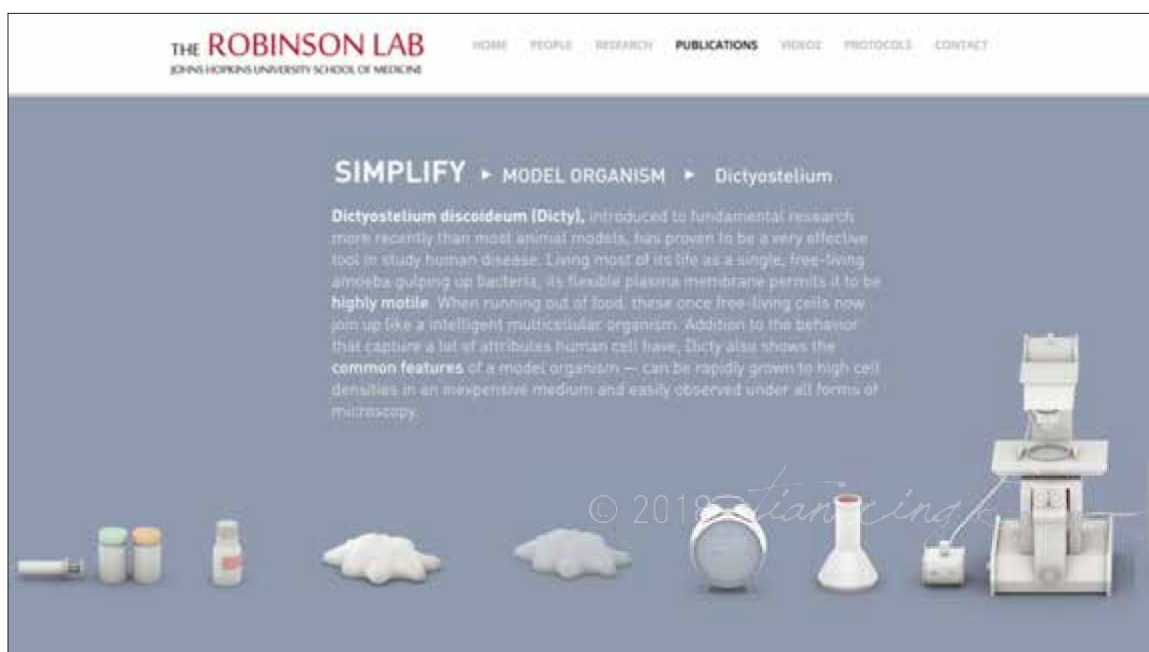 THE ROBINSON LAB
JOHNS HOPKINS UNIVERSITY SCHOOL OF MEDICINE
HOME PEOPLE RESEARCH PUBLICATIONS VIDEOS PROTOCOLS CONTACT
SIMPLIFY ▸ MODEL ORGANISM ▸ Dictyostelium
Dictyostelium discoideum (Dicty), introduced to fundamental research
more recently than most animal models, has proven to be a very effective
tool in study human disease. Living most of its life as a single, free-living
amoeba gulping up bacteria, its flexible plasma membrane permits it to be
highly motile. When running out of food, these once free-living cells now
join up like a intelligent multicellular organism. Addition to the behavior
that capture a lot of attributes human cell have, Dicty also shows the
common features of a model organism — can be rapidly grown to high cell
densities in an inexpensive medium and easily observed under all forms of
microscopy.
© 2018